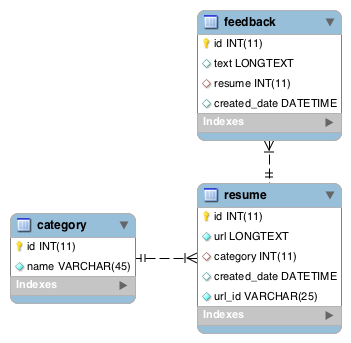 feedback
id INT(11)
text LONGTEXT
resume INT(11)
created_date DATETIME
Indexes
resume
id INT(11)
url LONGTEXT
category INT(11)
created_date DATETIME
url_id VARCHAR(25)
Indexes
category
id INT(11)
name VARCHAR(45)
Indexes